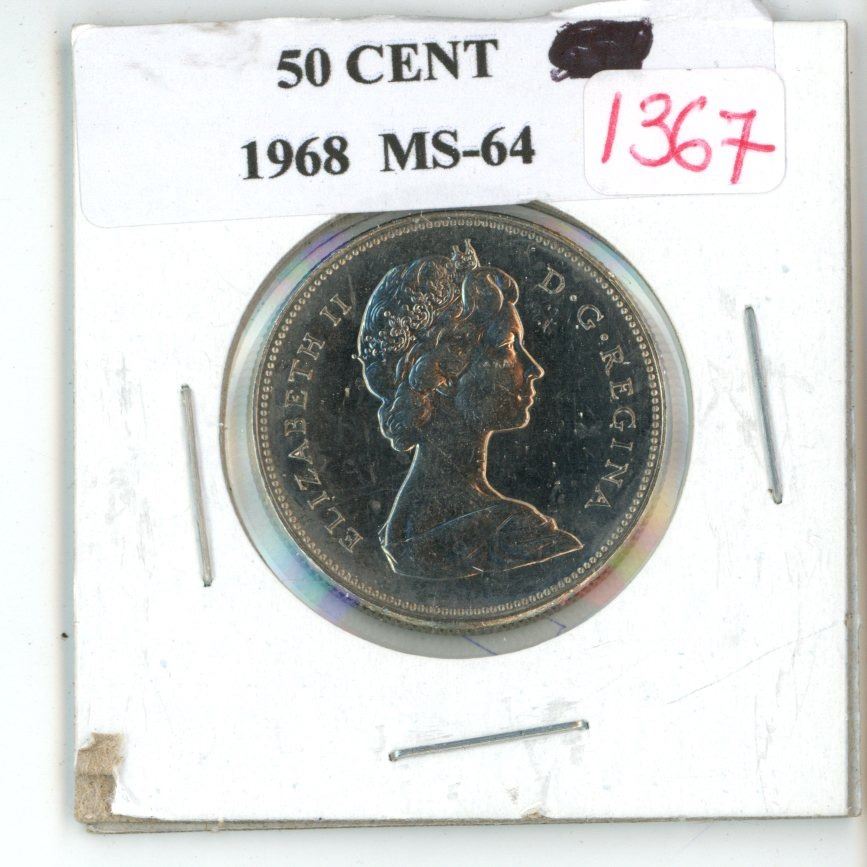 50 CENT
1968 MS-64
1367
ELIZABETH II D·G·REGINA